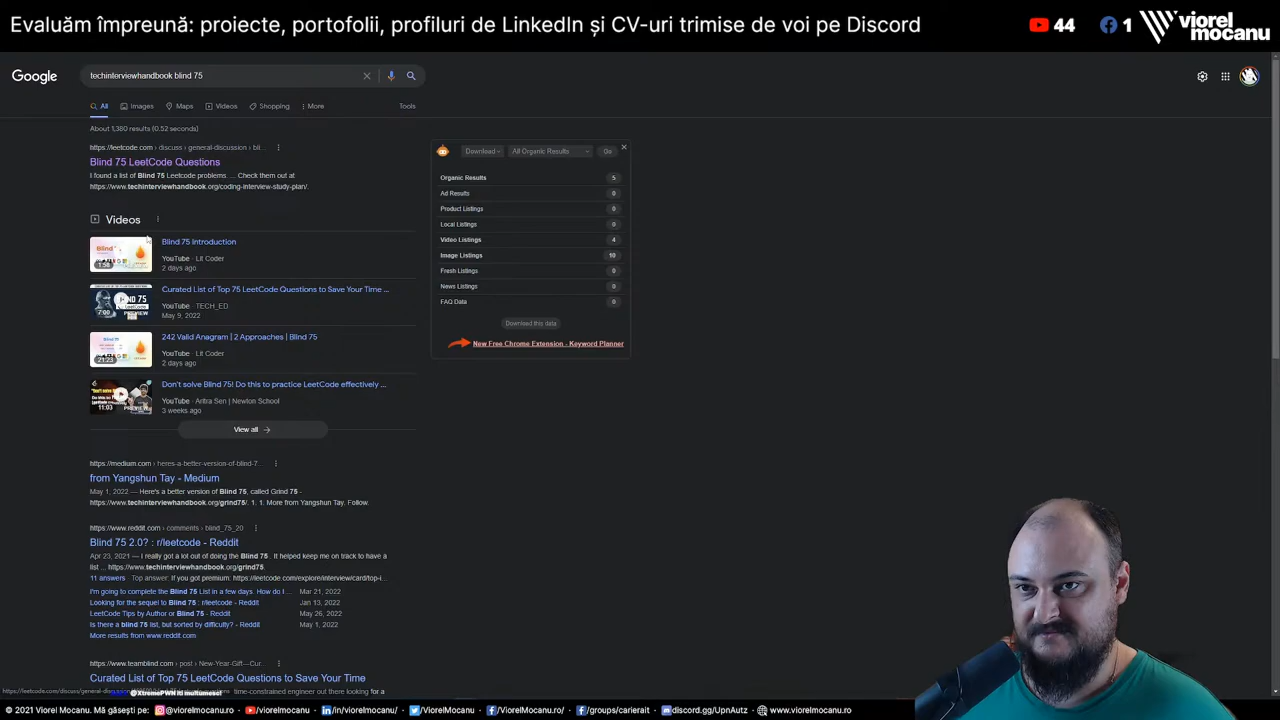 Evaluăm împreună: proiecte, portofolii, profiluri de LinkedIn și CV-uri trimise de voi pe Discord
44
1
viorel mocanu
Google
techinterviewhandbook blind 75
All
Images
Maps
Videos
Shopping
More
Tools
About 1,380 results (0.52 seconds)
https://leetcode.com › discuss › general-discussion › bli...
Blind 75 LeetCode Questions
I found a list of Blind 75 Leetcode problems. ... Check them out at
https://www.techinterviewhandbook.org/coding-interview-study-plan/.
Videos
Blind 75 Introduction
YouTube · Lit Coder
2 days ago
Curated List of Top 75 LeetCode Questions to Save Your Time ...
7:00
YouTube · TECH_ED
May 9, 2022
242 Valid Anagram | 2 Approaches | Blind 75
YouTube · Lit Coder
2 days ago
Don't solve Blind 75! Do this to practice LeetCode effectively ...
11:03
PREVIEW
YouTube · Aritra Sen | Newton School
3 weeks ago
View all
https://medium.com › heres-a-better-version-of-blind-7...
from Yangshun Tay - Medium
May 1, 2022 — Here's a better version of Blind 75, called Grind 75 -
https://www.techinterviewhandbook.org/grind75/. 1. 1. More from Yangshun Tay. Follow.
https://www.reddit.com › comments › blind_75_20
Blind 75 2.0? : r/leetcode - Reddit
Apr 23, 2021 — I really got a lot of doing the Blind 75 . It helped keep me on track to have a
list ... https://www.techinterviewhandbook.org/grind75.
11 answers · Top answer: If you got premium: https://leetcode.com/explore/interview/card/top-i...
I'm going to complete the Blind 75 List in a few days. How do I ...
Mar 21, 2022
Looking for the sequel to Blind 75 : r/leetcode - Reddit
Jan 13, 2022
LeetCode Tips by Author or Blind 75 - Reddit
May 26, 2022
Is there a blind 75 list, but sorted by difficulty? - Reddit
May 1, 2022
More results from www.reddit.com
https://www.teamblind.com › post › New-Year-Gift---Cur...
Curated List of Top 75 LeetCode Questions to Save Your Time
time-constrained engineer out there looking for a
Download
All Organic Results
Go
Organic Results 5
Ad Results 0
Product Listings 0
Local Listings 0
Video Listings 4
Image Listings 10
Fresh Listings 0
News Listings 0
FAQ Data 0
Download this data
New Free Chrome Extension - Keyword Planner
© 2021 Viorel Mocanu. Mă găsești pe:
@viorelmocanu.ro
/viorelmocanu
/in/viorelmocanu/
/ViorelMocanu
/ViorelMocanu.ro/
/groups/carierait
discord.gg/UpnAutz
www.viorelmocanu.ro